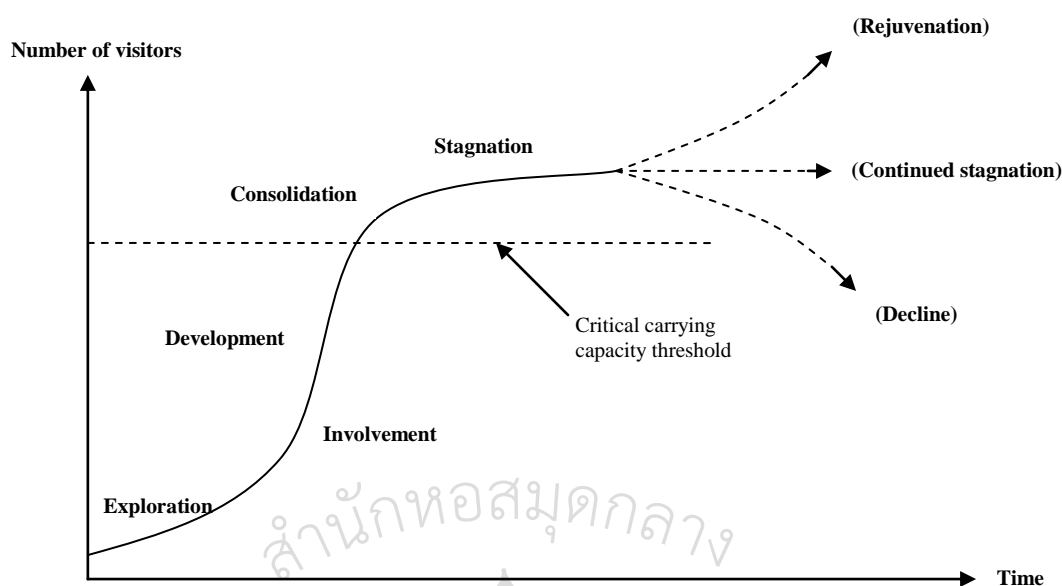 (Rejuvenation)
Number of visitors
Stagnation
(Continued stagnation)
Consolidation
(Decline)
Critical carrying
capacity threshold
Development
Involvement
Exploration
สำนักหอสมุดกลาง
Time